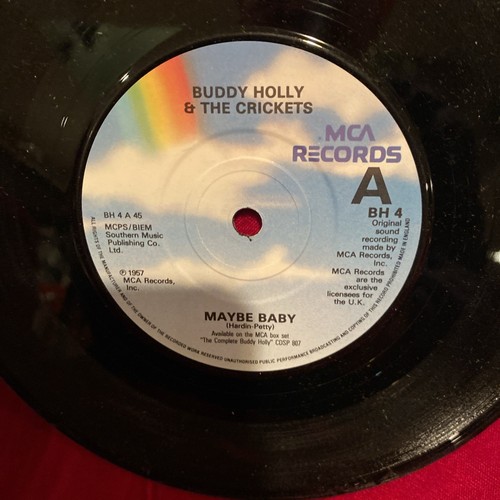 BUDDY HOLLY
& THE CRICKETS
MCA
RECORDS
A
BH 4
BH 4 A 45
MCPS/BIEM
Southern Music
Publishing Co.
Ltd.
℗ 1957
MCA Records,
Inc.
Original
sound
recording
made by
MCA Records,
Inc.
MCA Records
are the
exclusive
licensees for
the U.K.
MAYBE BABY
(Hardin-Petty)
Available on the MCA box set
"The Complete Buddy Holly" CDSP 807
ALL RIGHTS OF THE MANUFACTURER AND OF THE OWNER OF THE RECORDED WORK RESERVED UNAUTHORISED PUBLIC PERFORMANCE BROADCASTING AND COPYING OF THIS RECORD PROHIBITED MADE IN ENGLAND